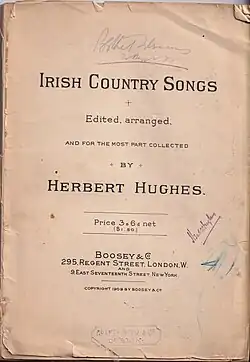 IRISH COUNTRY SONGS
Edited, arranged,
AND FOR THE MOST PART COLLECTED
BY
HERBERT HUGHES.
Price 3.6d net
($1.50)
BOOSEY & Co
295, REGENT STREET, LONDON, W.
AND
9, EAST SEVENTEENTH STREET, NEW YORK.
COPYRIGHT 1909 BY BOOSEY & Co